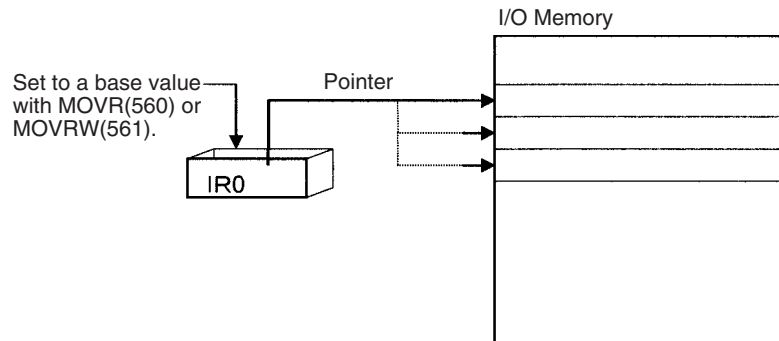 I/O Memory
Pointer
Set to a base value
with MOVR(560) or
MOVRW(561).
IR0